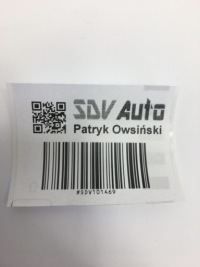 SDV Auto
Patryk Owsiński
#SDV101469